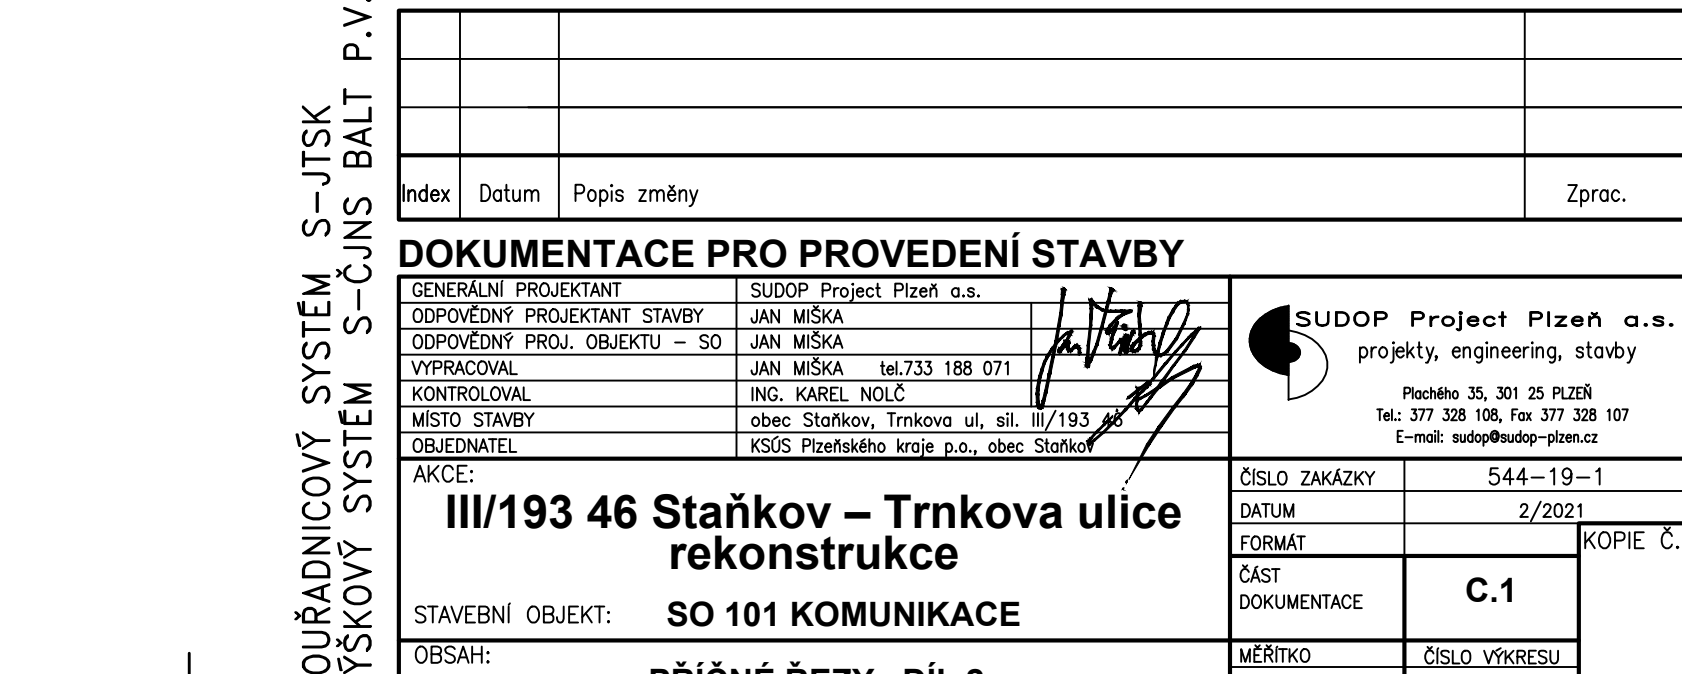 SOUŘADNICOVÝ SYSTÉM S-JTSK
VÝŠKOVÝ SYSTÉM S-ČJNS BALT P.V.
Index Datum Popis změny Zprac.
DOKUMENTACE PRO PROVEDENÍ STAVBY
GENERÁLNÍ PROJEKTANT SUDOP Project Plzeň a.s.
ODPOVĚDNÝ PROJEKTANT STAVBY JAN MIŠKA
ODPOVĚDNÝ PROJ. OBJEKTU - SO JAN MIŠKA
VYPRACOVAL JAN MIŠKA tel.733 188 071
KONTROLOVAL ING. KAREL NOLČ
MÍSTO STAVBY obec Staňkov, Trnkova ul, sil. III/193 46
OBJEDNATEL KSÚS Plzeňského kraje p.o., obec Staňkov
SUDOP Project Plzeň a.s.
projekty, engineering, stavby
Plachého 35, 301 25 PLZEŇ
Tel.: 377 328 108, Fax 377 328 107
E-mail: sudop@sudop-plzen.cz
AKCE:
III/193 46 Staňkov – Trnkova ulice
rekonstrukce
STAVEBNÍ OBJEKT: SO 101 KOMUNIKACE
ČÍSLO ZAKÁZKY 544-19-1
DATUM 2/2021
FORMÁT
KOPIE Č.
ČÁST
DOKUMENTACE
C.1
OBSAH:
MĚŘÍTKO ČÍSLO VÝKRESU
PŘÍČNÉ ŘEZY